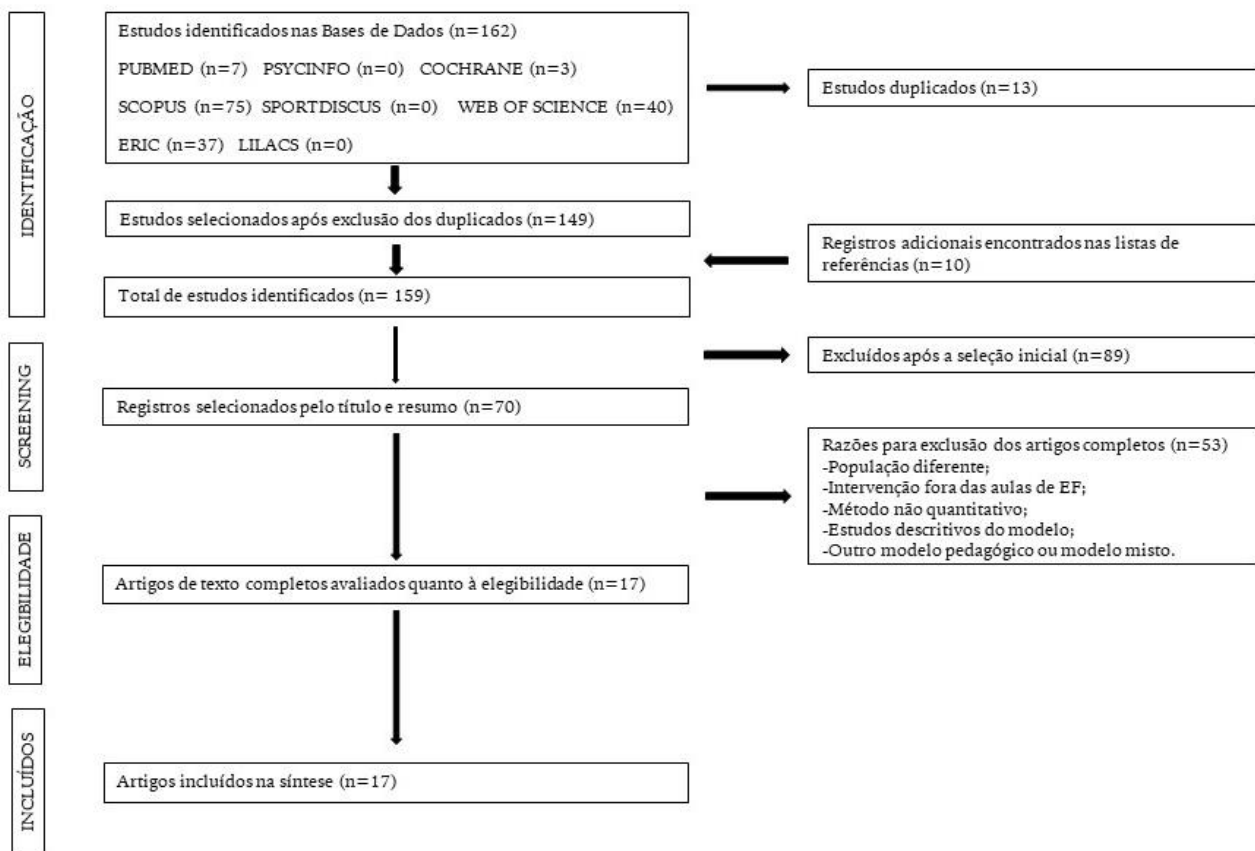 IDENTIFICAÇÃO
Estudos identificados nas Bases de Dados (n=162)
PUBMED (n=7) PSYCINFO (n=0) COCHRANE (n=3)
SCOPUS (n=75) SPORTDISCUS (n=0) WEB OF SCIENCE (n=40)
ERIC (n=37) LILACS (n=0)
Estudos duplicados (n=13)
Estudos selecionados após exclusão dos duplicados (n=149)
Registros adicionais encontrados nas listas de
referências (n=10)
Total de estudos identificados (n= 159)
SCREENING
Excluídos após a seleção inicial (n=89)
Registros selecionados pelo título e resumo (n=70)
Razões para exclusão dos artigos completos (n=53)
-População diferente;
-Intervenção fora das aulas de EF;
-Método não quantitativo;
-Estudos descritivos do modelo;
-Outro modelo pedagógico ou modelo misto.
ELEGIBILIDADE
Artigos de texto completos avaliados quanto à elegibilidade (n=17)
INCLUÍDOS
Artigos incluídos na síntese (n=17)